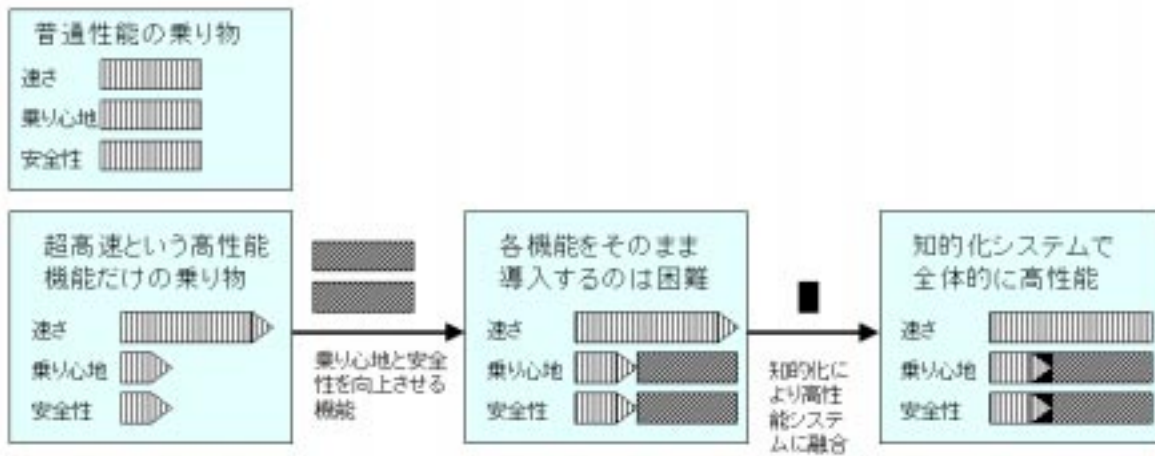 普通性能の乗り物
速さ
乗り心地
安全性
超高速という高性能
機能だけの乗り物
速さ
乗り心地
安全性
乗り心地と安全
性を向上させる
機能
各機能をそのまま
導入するのは困難
速さ
乗り心地
安全性
知的化に
より高性
能システ
ムに融合
知的化システムで
全体的に高性能
速さ
乗り心地
安全性